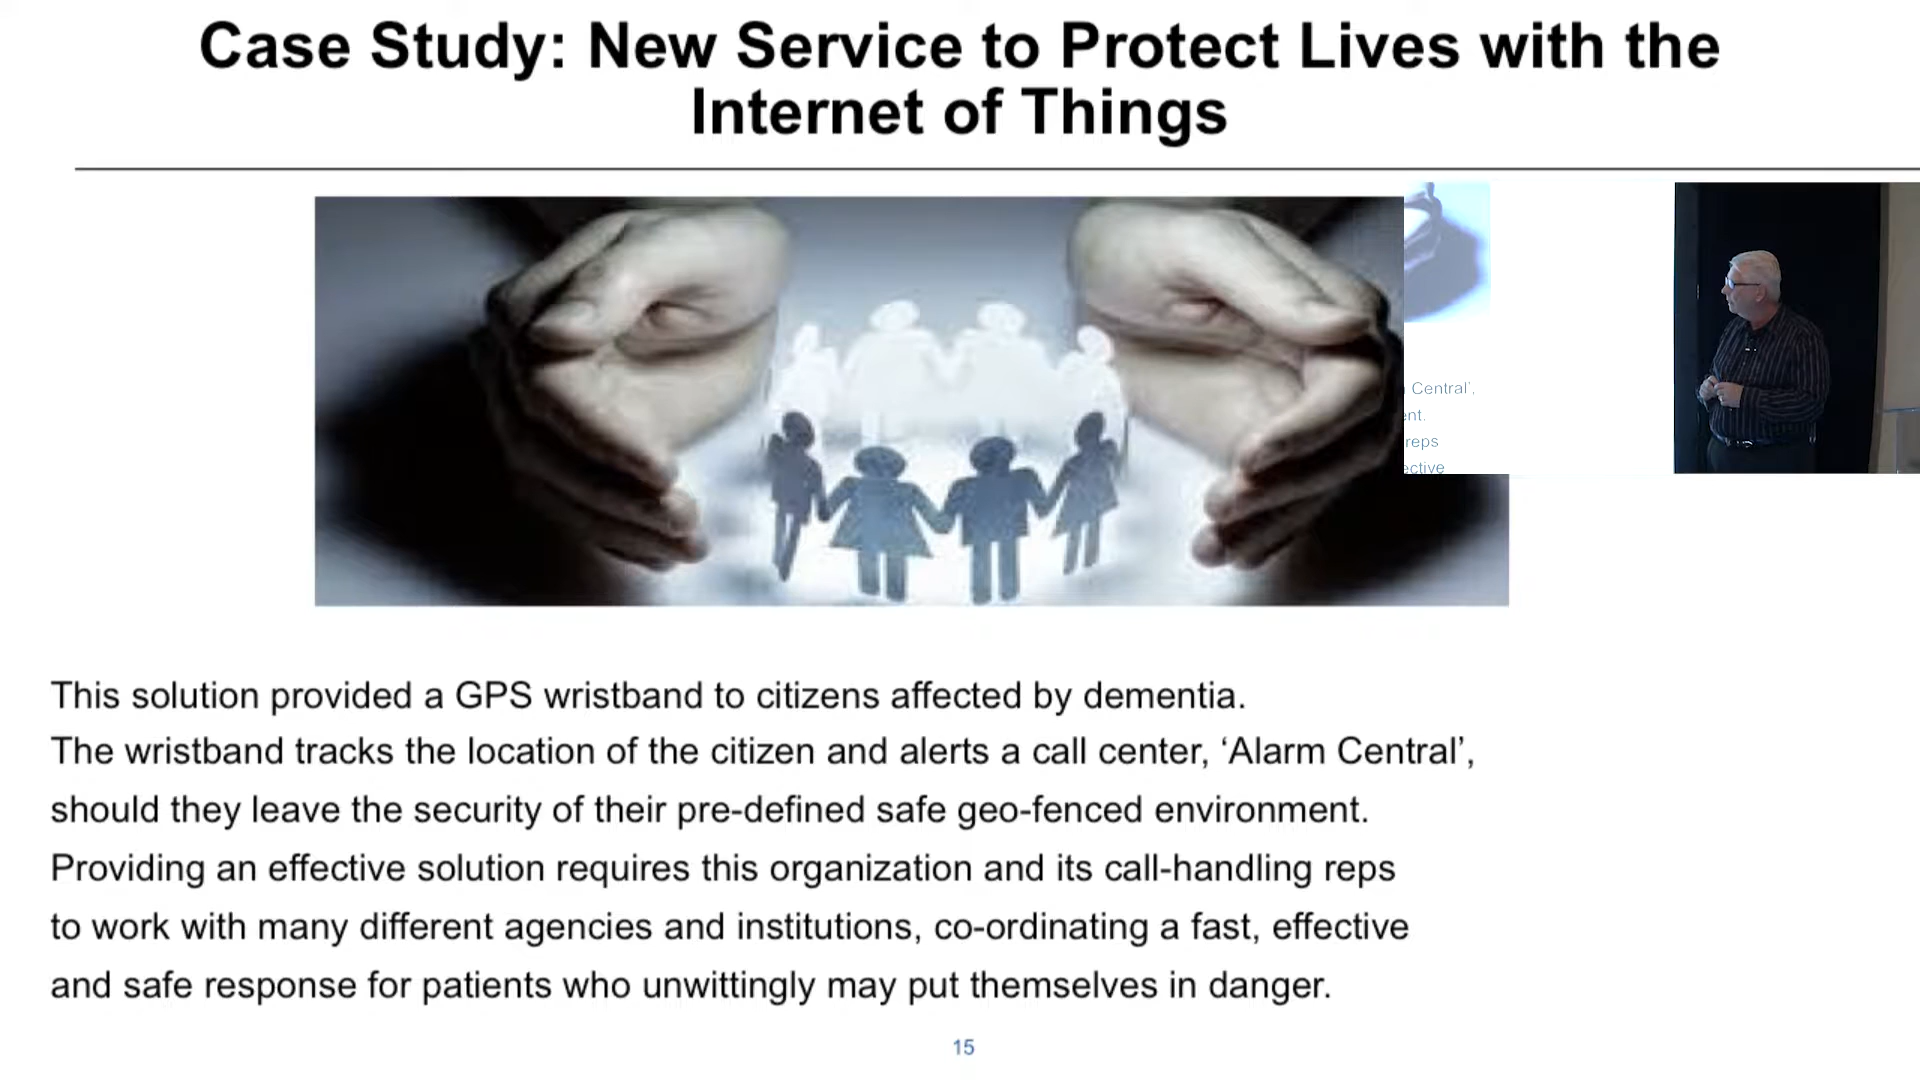 Case Study: New Service to Protect Lives with the
Internet of Things
Central’,
ent.
reps
ective
This solution provided a GPS wristband to citizens affected by dementia.
The wristband tracks the location of the citizen and alerts a call center, ‘Alarm Central’,
should they leave the security of their pre-defined safe geo-fenced environment.
Providing an effective solution requires this organization and its call-handling reps
to work with many different agencies and institutions, co-ordinating a fast, effective
and safe response for patients who unwittingly may put themselves in danger.
15